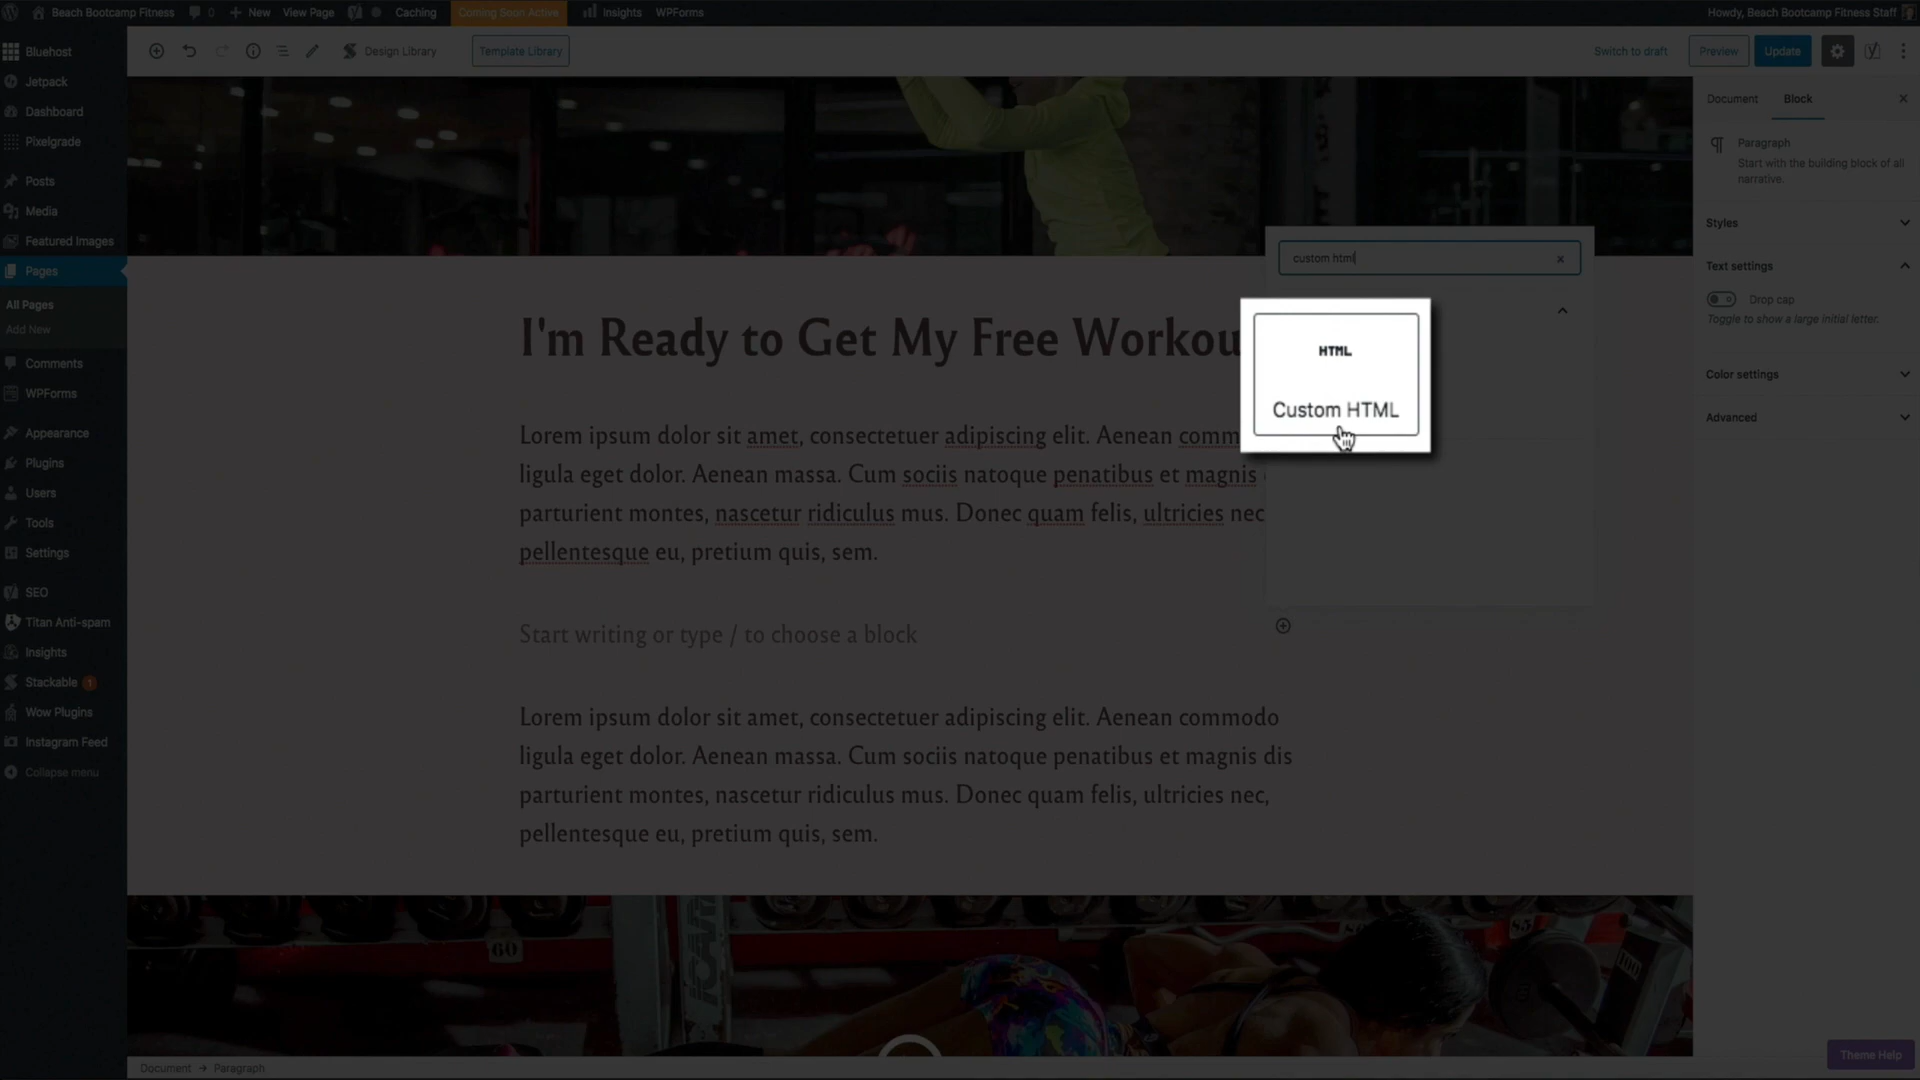 Beach Bootcamp Fitness 0 New View Page Caching Coming Soon Active Insights WPForms Howdy, Beach Bootcamp Fitness Staff
Bluehost
Jetpack
Dashboard
Pixelgrade
Posts
Media
Featured Images
Pages
All Pages
Add New
Comments
WPForms
Appearance
Plugins
Users
Tools
Settings
SEO
Titan Anti-spam
Insights
Stackable 1
Wow Plugins
Instagram Feed
Collapse menu
Design Library Template Library Switch to draft Preview Update
I'm Ready to Get My Free Workou
Lorem ipsum dolor sit amet, consectetuer adipiscing elit. Aenean comm
ligula eget dolor. Aenean massa. Cum sociis natoque penatibus et magnis
parturient montes, nascetur ridiculus mus. Donec quam felis, ultricies nec
pellentesque eu, pretium quis, sem.
Start writing or type / to choose a block
Lorem ipsum dolor sit amet, consectetuer adipiscing elit. Aenean commodo
ligula eget dolor. Aenean massa. Cum sociis natoque penatibus et magnis dis
parturient montes, nascetur ridiculus mus. Donec quam felis, ultricies nec,
pellentesque eu, pretium quis, sem.
custom html
HTML
Custom HTML
Document Block
Paragraph
Start with the building block of all
narrative.
Styles
Text settings
Drop cap
Toggle to show a large initial letter.
Color settings
Advanced
60
85
100
Theme Help
Document → Paragraph